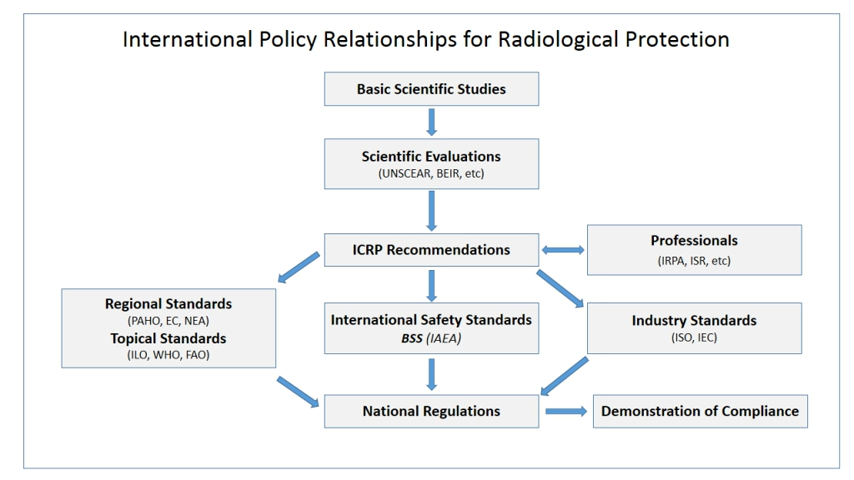 International Policy Relationships for Radiological Protection
Basic Scientific Studies
Scientific Evaluations
(UNSCEAR, BEIR, etc)
ICRP Recommendations
Professionals
(IRPA, ISR, etc)
Regional Standards
(PAHO, EC, NEA)
Topical Standards
(ILO, WHO, FAO)
International Safety Standards
BSS (IAEA)
Industry Standards
(ISO, IEC)
National Regulations
Demonstration of Compliance